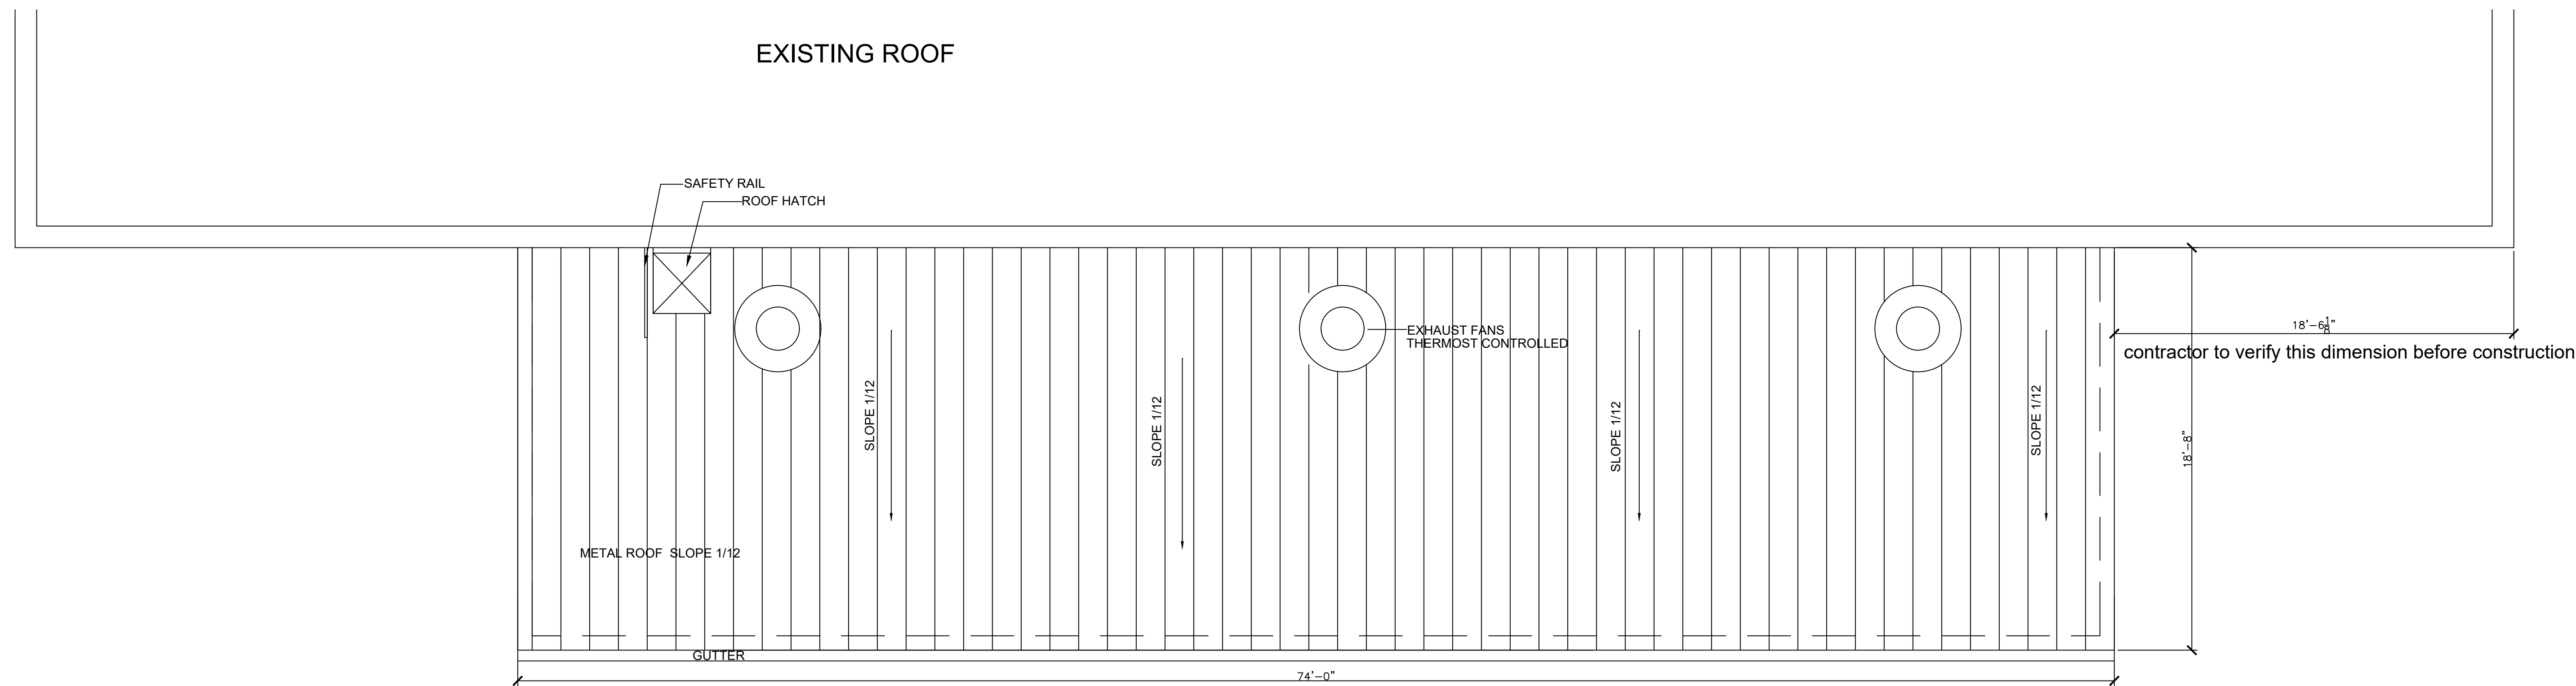 EXISTING ROOF
SAFETY RAIL
ROOF HATCH
EXHAUST FANS
THERMOST CONTROLLED
18'-6 1/8"
contractor to verify this dimension before construction
SLOPE 1/12
SLOPE 1/12
SLOPE 1/12
SLOPE 1/12
18'-8"
METAL ROOF SLOPE 1/12
GUTTER
74'-0"